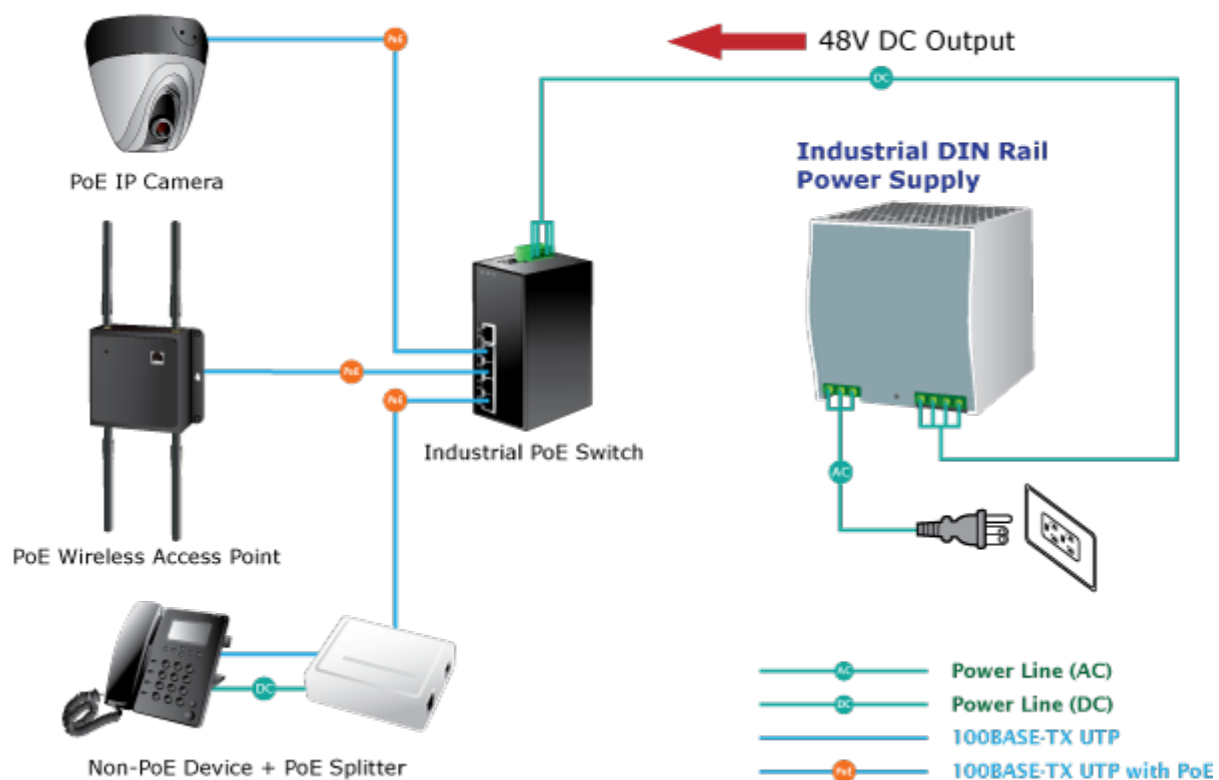 PoE
48V DC Output
DC
PoE IP Camera
Industrial DIN Rail
Power Supply
PoE
PoE
Industrial PoE Switch
AC
PoE Wireless Access Point
DC
Non-PoE Device + PoE Splitter
AC
Power Line (AC)
DC
Power Line (DC)
100BASE-TX UTP
PoE
100BASE-TX UTP with PoE